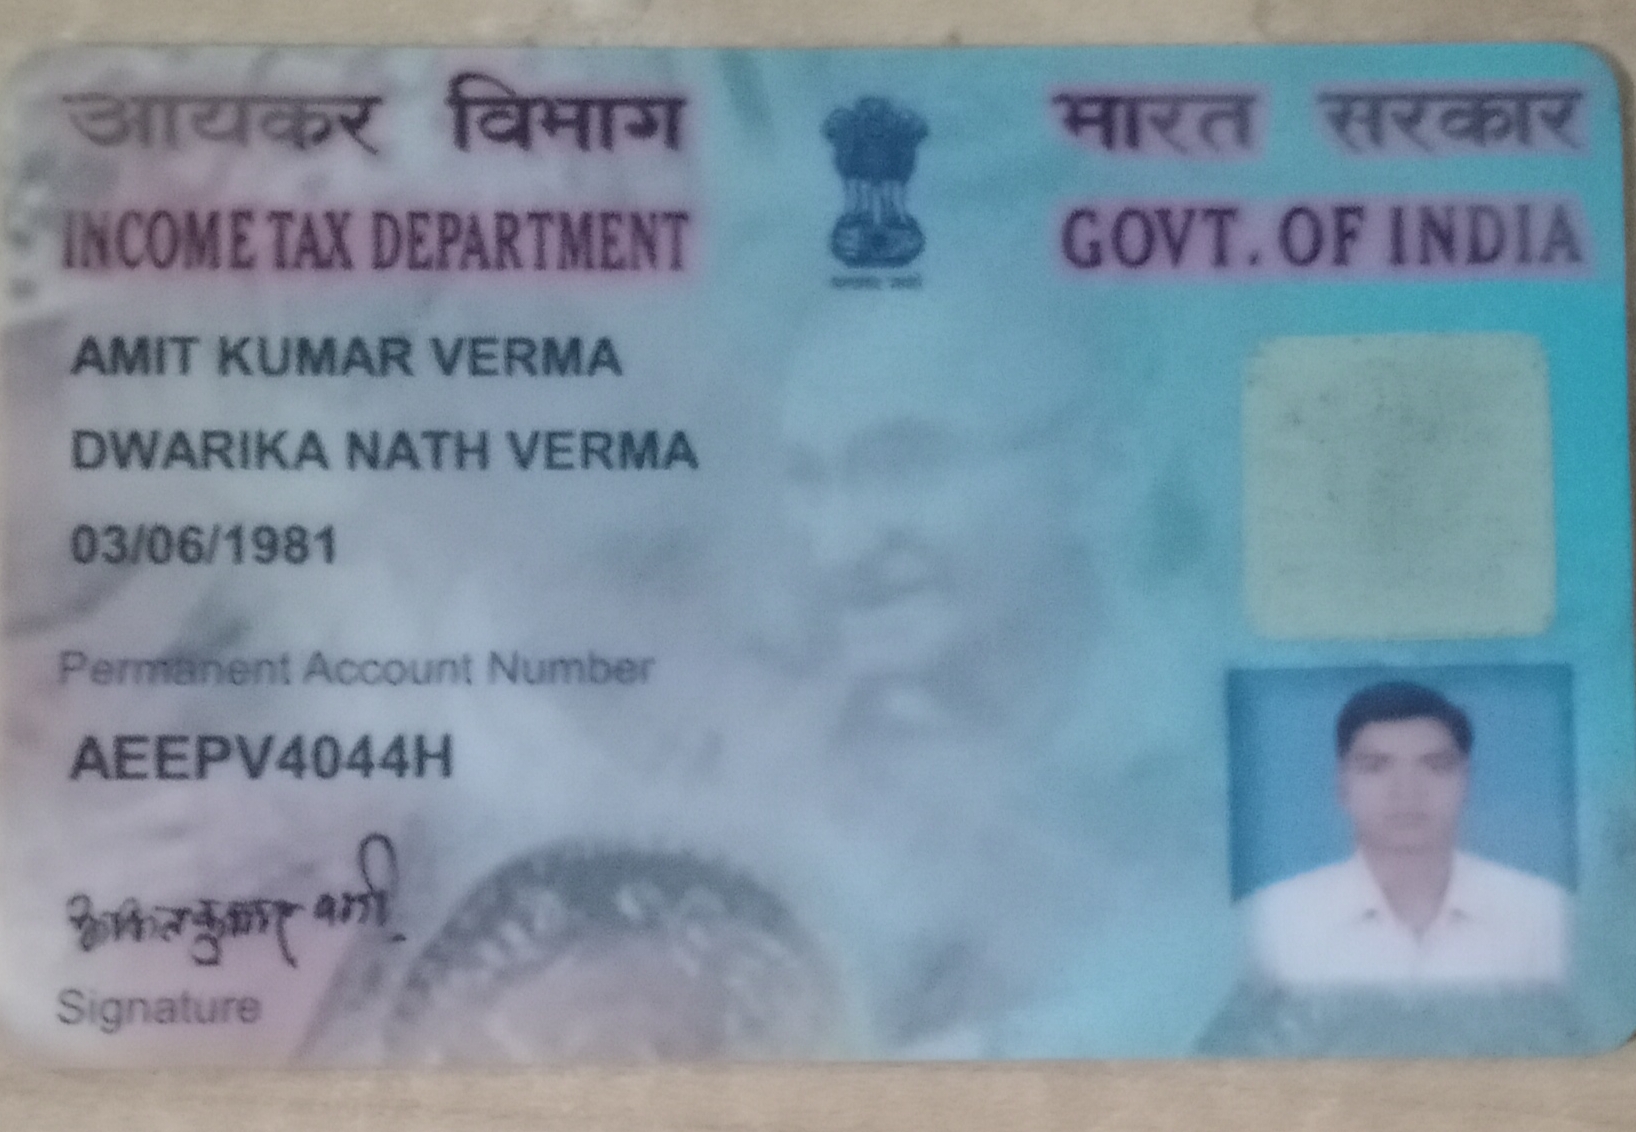 आयकर विभाग
भारत सरकार
INCOME TAX DEPARTMENT
GOVT. OF INDIA
AMIT KUMAR VERMA
DWARIKA NATH VERMA
03/06/1981
Permanent Account Number
AEEPV4044H
Signature